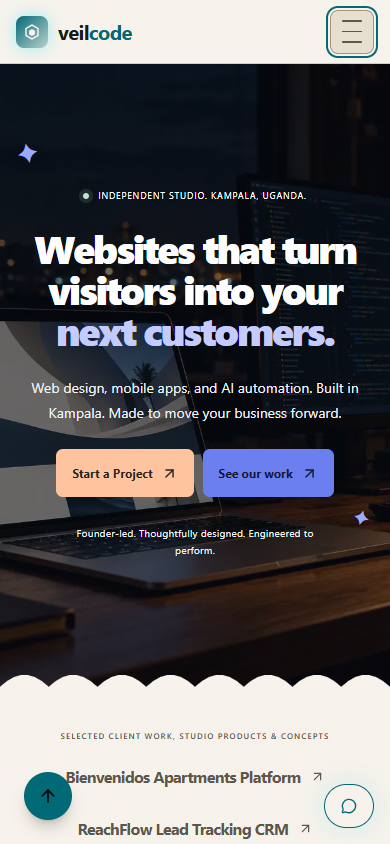 veilcode
INDEPENDENT STUDIO. KAMPALA, UGANDA.
Websites that turn
visitors into your
next customers.
Web design, mobile apps, and AI automation. Built in
Kampala. Made to move your business forward.
Start a Project
See our work
Founder-led. Thoughtfully designed. Engineered to
perform.
SELECTED CLIENT WORK, STUDIO PRODUCTS & CONCEPTS
Bienvenidos Apartments Platform
ReachFlow Lead Tracking CRM